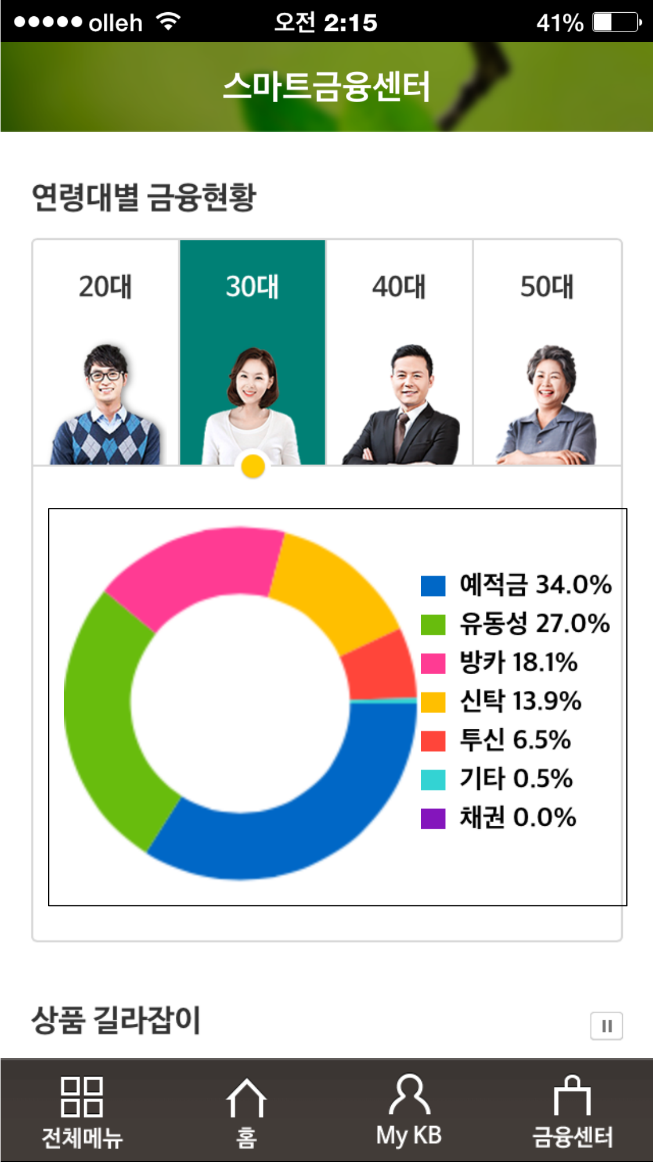 olleh 오전 2:15 41%
스마트금융센터
연령대별 금융현황
20대 30대 40대 50대
예적금 34.0%
유동성 27.0%
방카 18.1%
신탁 13.9%
투신 6.5%
기타 0.5%
채권 0.0%
상품 길라잡이
전체메뉴 홈 My KB 금융센터